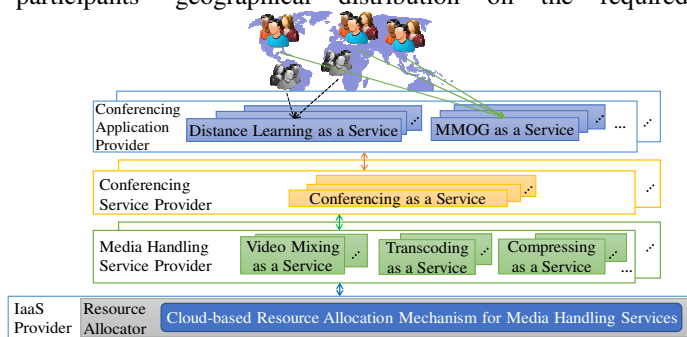 participants' geographical distribution on the required
Conferencing
Application
Provider
Distance Learning as a Service
MMOG as a Service
...
Conferencing
Service Provider
Conferencing as a Service
Media Handling
Service Provider
Video Mixing
as a Service
Transcoding
as a Service
Compressing
as a Service
...
IaaS
Provider
Resource
Allocator
Cloud-based Resource Allocation Mechanism for Media Handling Services